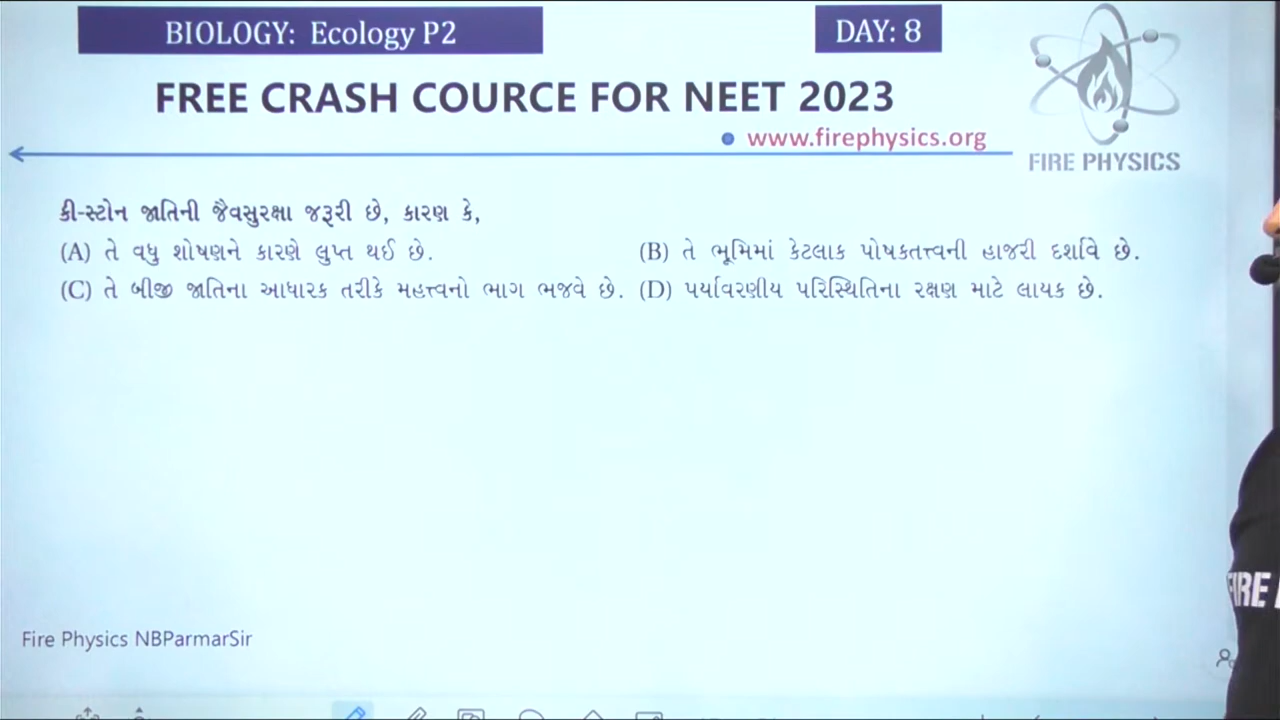 BIOLOGY: Ecology P2
DAY: 8
FREE CRASH COURCE FOR NEET 2023
• www.firephysics.org
FIRE PHYSICS
કી-સ્ટોન જાતિની જૈવસુરક્ષા જરૂરી છે, કારણ કે,
(A) તે વધુ શોષણને કારણે લુપ્ત થઈ છે.
(B) તે ભૂમિમાં કેટલાક પોષકતત્ત્વની હાજરી દર્શાવે છે.
(C) તે બીજી જાતિના આધારક તરીકે મહત્ત્વનો ભાગ ભજવે છે.
(D) પર્યાવરણીય પરિસ્થિતિના રક્ષણ માટે લાયક છે.
FIRE
Fire Physics NBParmarSir